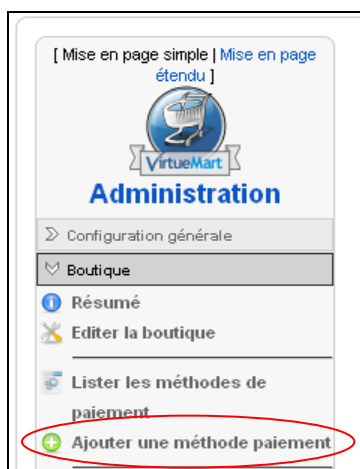 [ Mise en page simple | Mise en page
étendu ]
VirtueMart
Administration
Configuration générale
Boutique
Résumé
Editer la boutique
Lister les méthodes de
paiement
Ajouter une méthode paiement